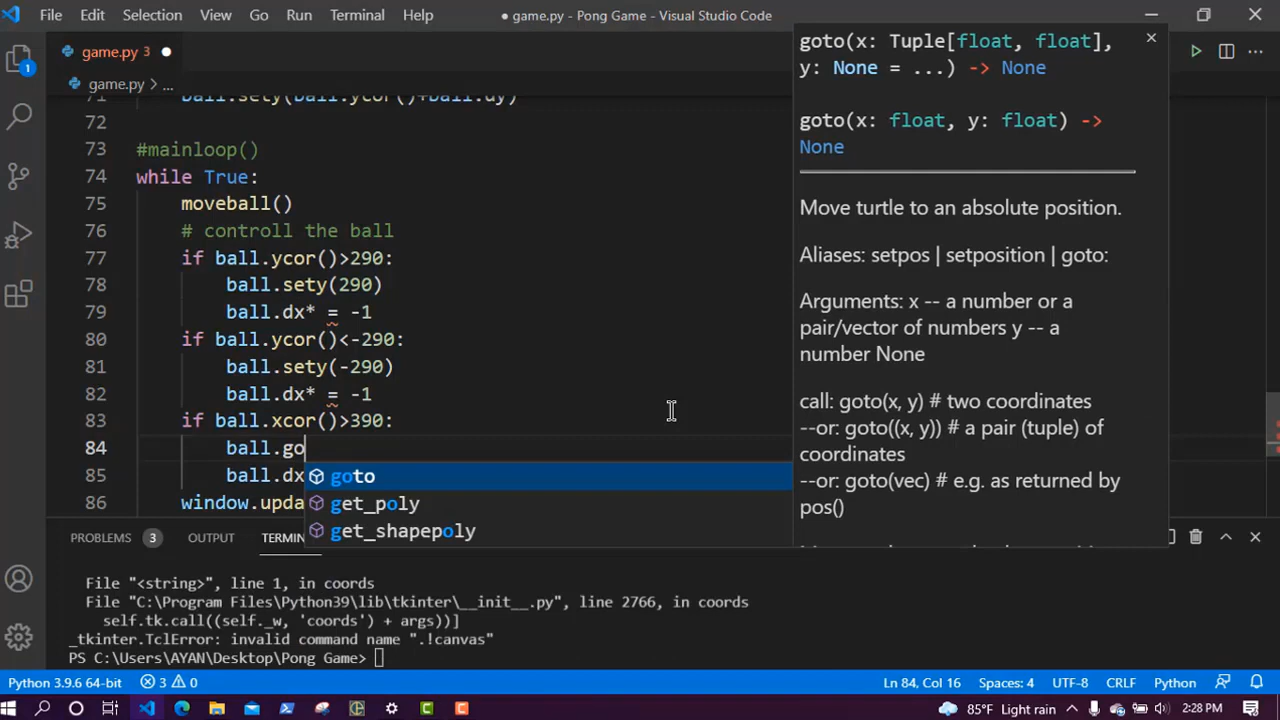 File Edit Selection View Go Run Terminal Help ● game.py - Pong Game - Visual Studio Code
game.py 3 ●
game.py > ...
71 ball.sety(ball.ycor()+ball.dy)
72
73 #mainloop()
74 while True:
75 moveball()
76 # controll the ball
77 if ball.ycor()>290:
78 ball.sety(290)
79 ball.dx* = -1
80 if ball.ycor()<-290:
81 ball.sety(-290)
82 ball.dx* = -1
83 if ball.xcor()>390:
84 ball.go
85 ball.dx
86 window.upda
goto
get_poly
get_shapepoly
goto(x: Tuple[float, float],
y: None = ...) -> None
goto(x: float, y: float) ->
None
Move turtle to an absolute position.
Aliases: setpos | setposition | goto:
Arguments: x -- a number or a
pair/vector of numbers y -- a
number None
call: goto(x, y) # two coordinates
--or: goto((x, y)) # a pair (tuple) of
coordinates
--or: goto(vec) # e.g. as returned by
pos()
PROBLEMS 3 OUTPUT TERMIN
File "<string>", line 1, in coords
File "C:\Program Files\Python39\lib\tkinter\__init__.py", line 2766, in coords
self.tk.call((self._w, 'coords') + args))]
_tkinter.TclError: invalid command name ".!canvas"
PS C:\Users\AYAN\Desktop\Pong Game>
Python 3.9.6 64-bit 3 0 Ln 84, Col 16 Spaces: 4 UTF-8 CRLF Python
85°F Light rain 2:28 PM
1